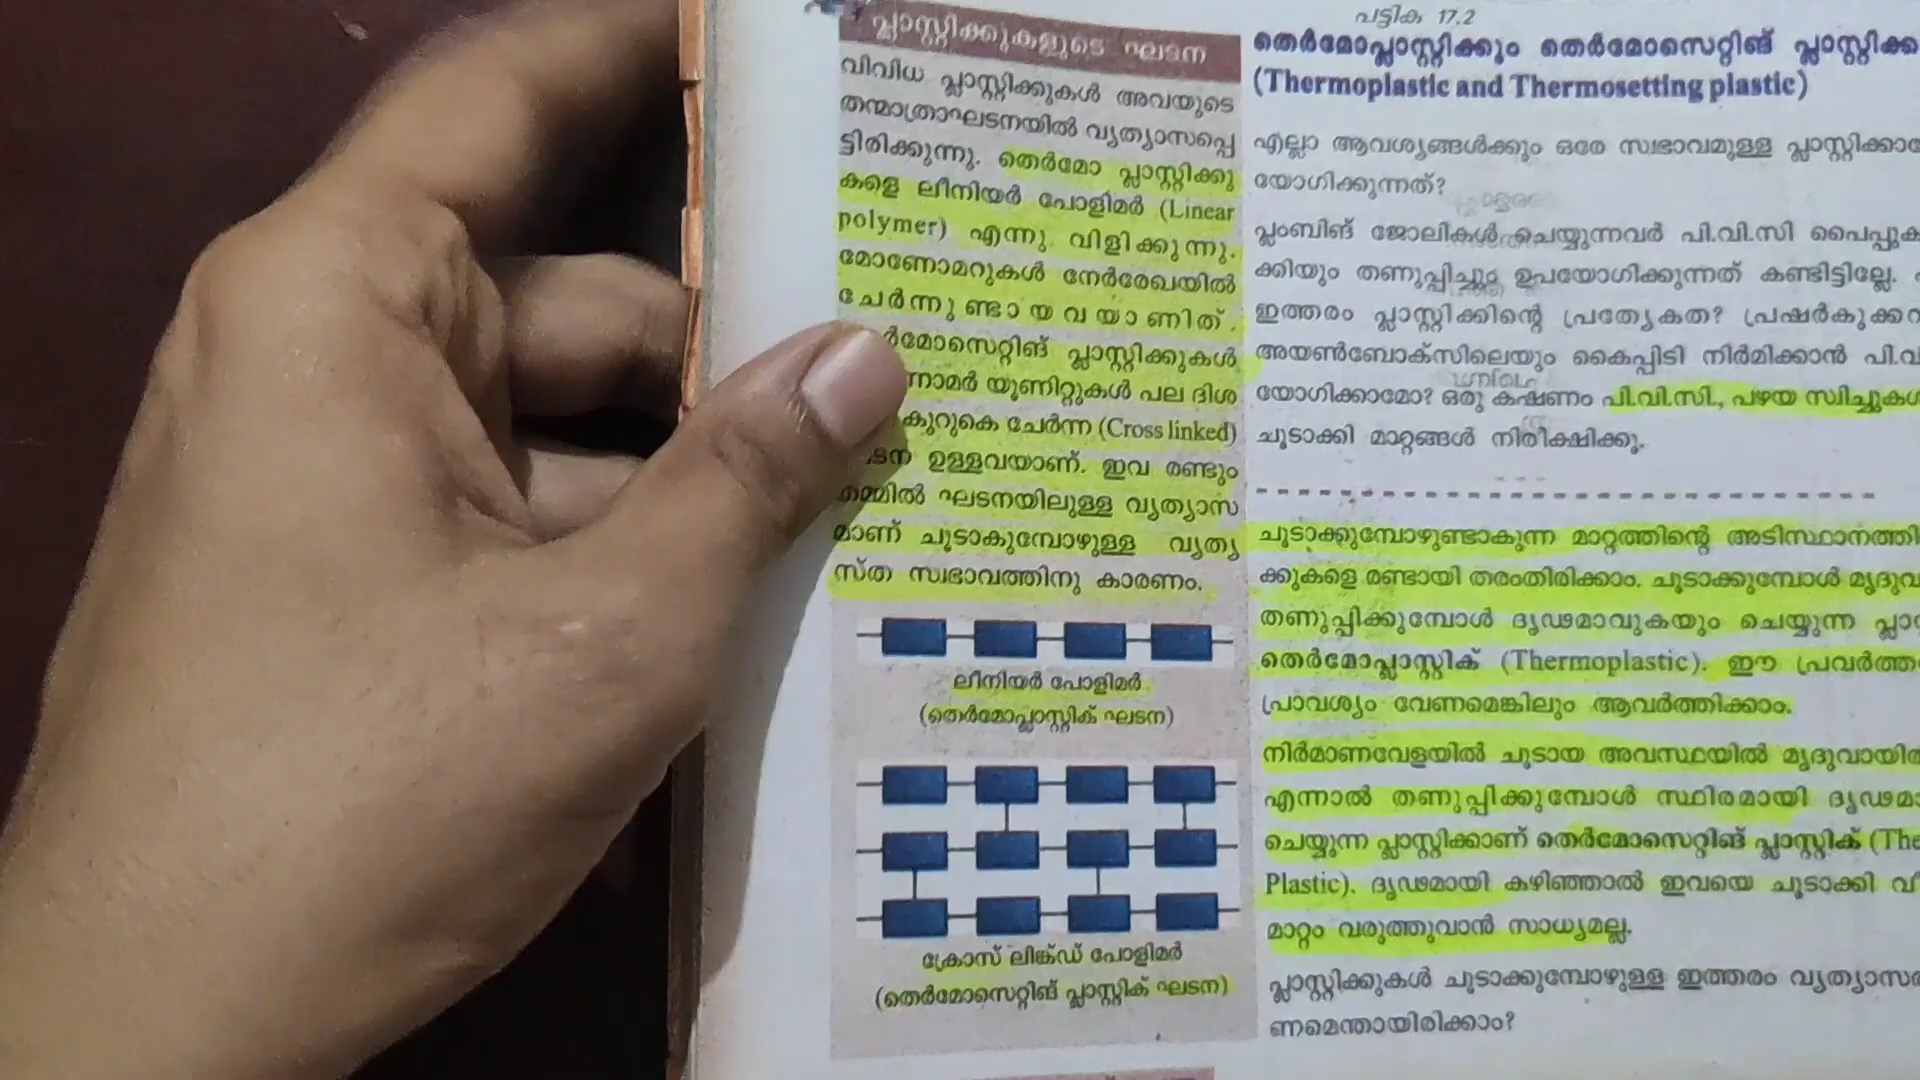 പ്ലാസ്റ്റിക്കുകളുടെ ഘടന
വിവിധ പ്ലാസ്റ്റിക്കുകൾ അവയുടെ
തന്മാത്രാഘടനയിൽ വ്യത്യാസപ്പെ
ട്ടിരിക്കുന്നു. തെർമോ പ്ലാസ്റ്റിക്കു
കളെ ലീനിയർ പോളിമർ (Linear
polymer) എന്നു വിളിക്കുന്നു.
മോണോമറുകൾ നേർരേഖയിൽ
ചേർന്നുണ്ടായവയാണിത്.
ർമോസെറ്റിങ് പ്ലാസ്റ്റിക്കുകൾ
ന്നാമർ യൂണിറ്റുകൾ പല ദിശ
കുറുകെ ചേർന്ന (Cross linked)
ടന ഉള്ളവയാണ്. ഇവ രണ്ടും
തമ്മിൽ ഘടനയിലുള്ള വ്യത്യാസ
മാണ് ചൂടാകുമ്പോഴുള്ള വ്യത്യ
സ്ത സ്വഭാവത്തിനു കാരണം.
ലീനിയർ പോളിമർ
(തെർമോപ്ലാസ്റ്റിക് ഘടന)
ക്രോസ് ലിങ്ക്ഡ് പോളിമർ
(തെർമോസെറ്റിങ് പ്ലാസ്റ്റിക് ഘടന)
പട്ടിക 17.2
തെർമോപ്ലാസ്റ്റിക്കും തെർമോസെറ്റിങ് പ്ലാസ്റ്റിക്ക
(Thermoplastic and Thermosetting plastic)
എല്ലാ ആവശ്യങ്ങൾക്കും ഒരേ സ്വഭാവമുള്ള പ്ലാസ്റ്റിക്കാ
യോഗിക്കുന്നത്?
പ്ലംബിങ് ജോലികൾ ചെയ്യുന്നവർ പി.വി.സി പൈപ്പുക
ക്കിയും തണുപ്പിച്ചും ഉപയോഗിക്കുന്നത് കണ്ടിട്ടില്ലേ.
ഇത്തരം പ്ലാസ്റ്റിക്കിന്റെ പ്രത്യേകത? പ്രഷർകുക്ക
അയൺബോക്സിലെയും കൈപ്പിടി നിർമിക്കാൻ പി.വ
യോഗിക്കാമോ? ഒരു കഷണം പി.വി.സി., പഴയ സ്വിച്ചുകൾ
ചൂടാക്കി മാറ്റങ്ങൾ നിരീക്ഷിക്കൂ.
ചൂടാക്കുമ്പോഴുണ്ടാകുന്ന മാറ്റത്തിന്റെ അടിസ്ഥാനത്തി
ക്കുകളെ രണ്ടായി തരംതിരിക്കാം. ചൂടാക്കുമ്പോൾ മൃദുവ
തണുപ്പിക്കുമ്പോൾ ദൃഢമാവുകയും ചെയ്യുന്ന പ്ലാ
തെർമോപ്ലാസ്റ്റിക് (Thermoplastic). ഈ പ്രവർത്ത
പ്രാവശ്യം വേണമെങ്കിലും ആവർത്തിക്കാം.
നിർമാണവേളയിൽ ചൂടായ അവസ്ഥയിൽ മൃദുവായിര
എന്നാൽ തണുപ്പിക്കുമ്പോൾ സ്ഥിരമായി ദൃഢമാ
ചെയ്യുന്ന പ്ലാസ്റ്റിക്കാണ് തെർമോസെറ്റിങ് പ്ലാസ്റ്റിക് (The
Plastic). ദൃഢമായി കഴിഞ്ഞാൽ ഇവയെ ചൂടാക്കി വീ
മാറ്റം വരുത്തുവാൻ സാധ്യമല്ല.
പ്ലാസ്റ്റിക്കുകൾ ചൂടാക്കുമ്പോഴുള്ള ഇത്തരം വ്യത്യാസ
ണമെന്തായിരിക്കാം?